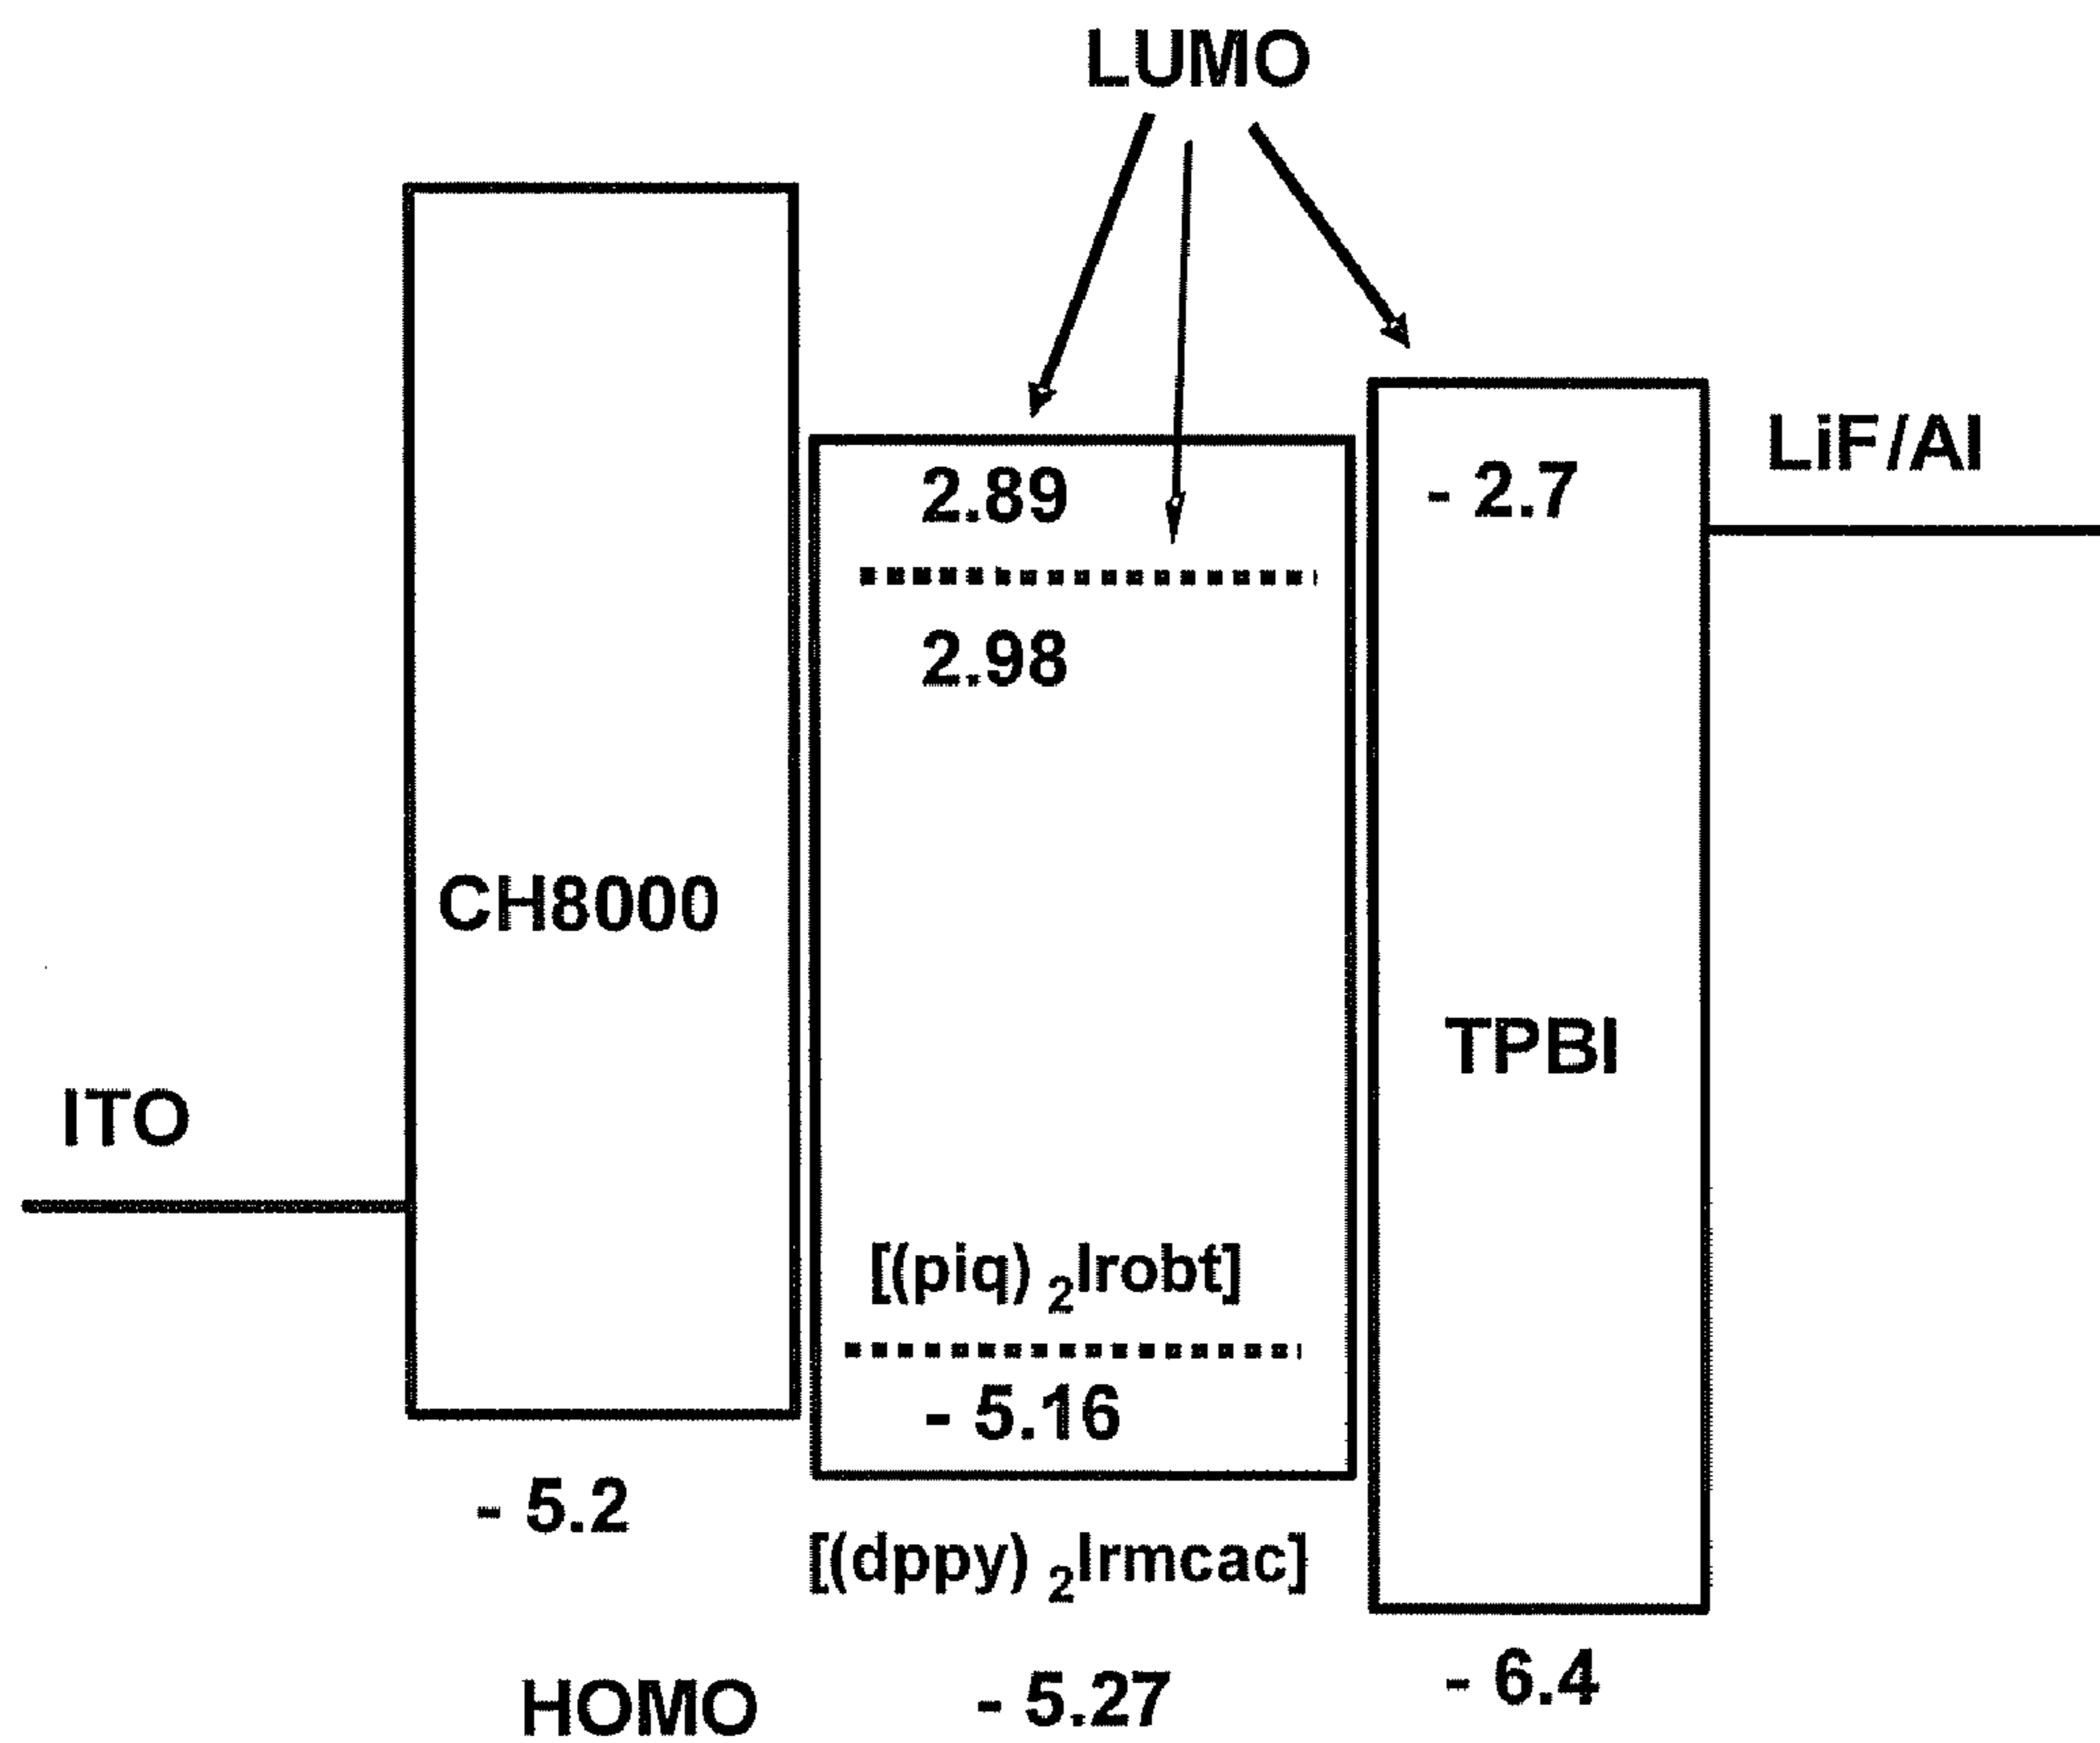 LUMO
LiF/Al
2.89
- 2.7
2.98
CH8000
TPBI
ITO
[(piq) 2Irobt]
- 5.16
- 5.2
[(dppy) 2Irmcac]
- 6.4
HOMO
- 5.27